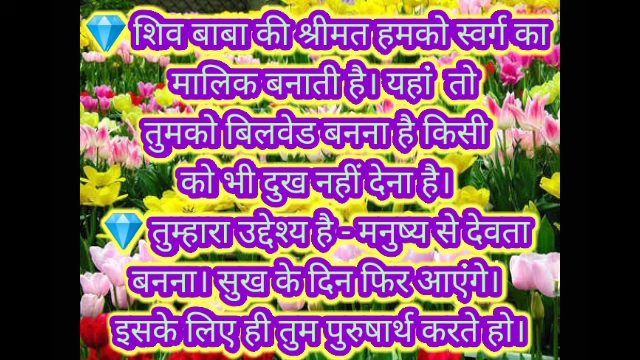 💎 शिव बाबा की श्रीमत हमको स्वर्ग का
मालिक बनाती है। यहां तो
तुमको बिलवेड बनना है किसी
को भी दुख नहीं देना है।
💎 तुम्हारा उद्देश्य है - मनुष्य से देवता
बनना। सुख के दिन फिर आएंगे।
इसके लिए ही तुम पुरुषार्थ करते हो।